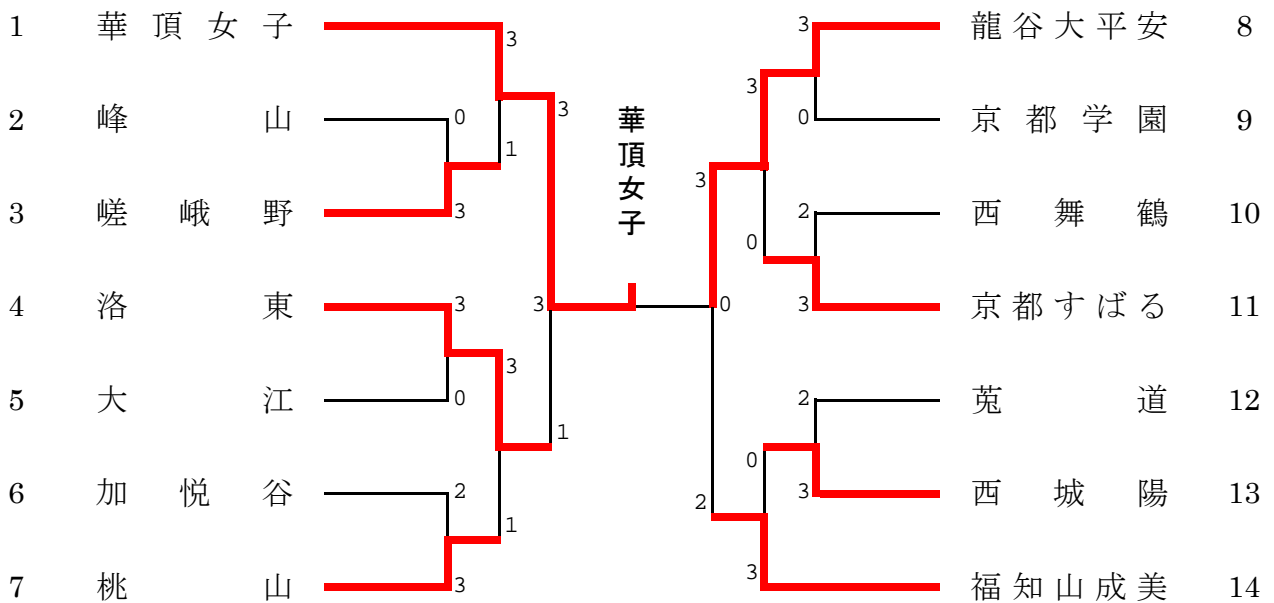 1 華頂女子
2 峰山
3 嵯峨野
4 洛東
5 大江
6 加悦谷
7 桃山
3
0
1
3
3
3
0
3
2
1
3
1
3
華頂女子
0
3
2
3
0
3
0
2
3
2
0
3
3
龍谷大平安 8
京都学園 9
西舞鶴 10
京都すばる 11
莵道 12
西城陽 13
福知山成美 14